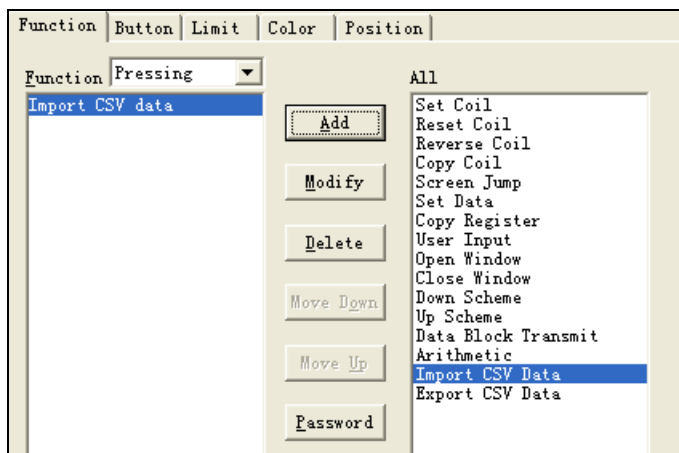 Function Button Limit Color Position
Function Pressing
All
Import CSV data
Add
Modify
Delete
Move Down
Move Up
Password
Set Coil
Reset Coil
Reverse Coil
Copy Coil
Screen Jump
Set Data
Copy Register
User Input
Open Window
Close Window
Down Scheme
Up Scheme
Data Block Transmit
Arithmetic
Import CSV Data
Export CSV Data